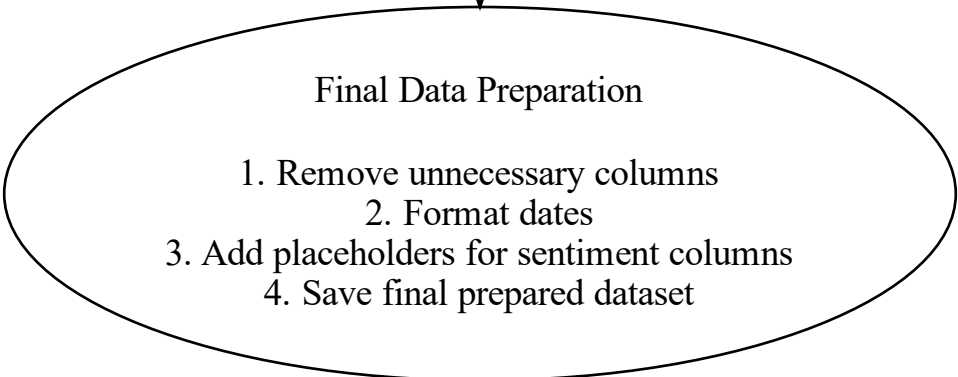 Final Data Preparation
1. Remove unnecessary columns
2. Format dates
3. Add placeholders for sentiment columns
4. Save final prepared dataset